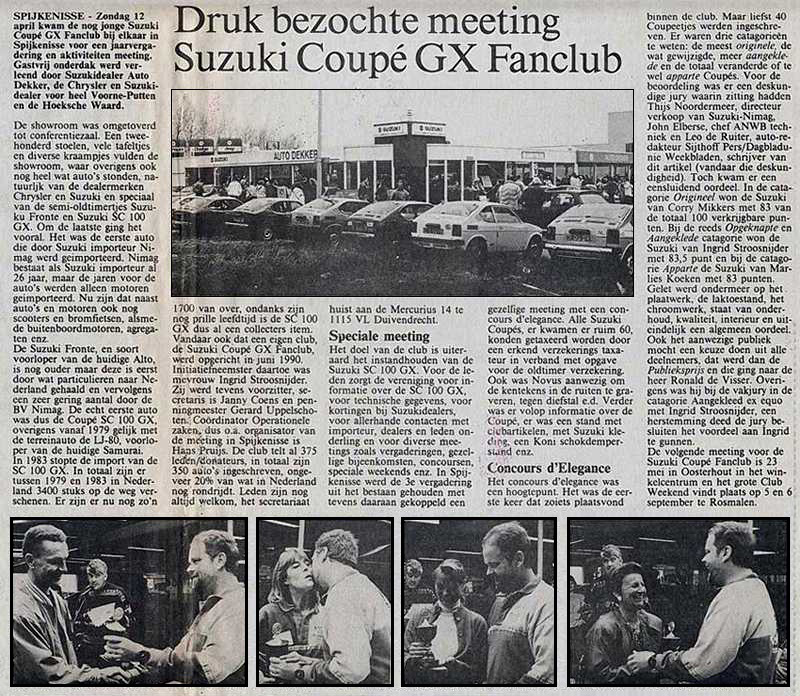 Druk bezochte meeting
Suzuki Coupé GX Fanclub
SPIJKENISSE - Zondag 12
april kwam de nog jonge Suzuki
Coupé GX Fanclub bij elkaar in
Spijkenisse voor een jaarverga-
dering en aktiviteiten meeting.
Gastvrij onderdak werd ver-
leend door Suzukidealer Auto
Dekker, de Chrysler en Suzuki-
dealer voor heel Voorne-Putten
en de Hoeksche Waard.
De showroom was omgetoverd
tot conferentiezaal. Een twee-
honderd stoelen, vele tafeltjes
en diverse kraampjes vulden de
showroom, waar overigens ook
nog heel wat auto's stonden, na-
tuurlijk van de dealermerken
Chrysler en Suzuki en speciaal
van de semi-oldtimertjes Suzu-
ku Fronte en Suzuki SC 100
GX. Om de laatste ging het
vooral. Het was de eerste auto
die door Suzuki importeur Ni-
mag werd geimporteerd. Nimag
bestaat als Suzuki importeur al
26 jaar, maar de jaren voor de
auto's werden alleen motoren
geimporteerd. Nu zijn dat naast
auto's en motoren ook nog
scooters en bromfietsen, alsme-
de buitenboordmotoren, agrega-
ten enz.
De Suzuki Fronte, en soort
voorloper van de huidige Alto,
is nog ouder maar deze is eerst
door wat particulieren naar Ne-
derland gehaald en vervolgens
een zeer gering aantal door de
BV Nimag. De echt eerste auto
was dus de Coupé SC 100 GX,
overigens vanaf 1979 gelijk met
de terreinauto de LJ-80, voorlo-
per van de huidige Samurai.
In 1983 stopte de import van de
SC 100 GX. In totaal zijn er
tussen 1979 en 1983 in Neder-
land 3400 stuks op de weg ver-
schenen. Er zijn er nu nog zo'n
AUTO DEKKER
SUZUKI
1700 van over, ondanks zijn
nog prille leeftijd is de SC 100
GX dus al een collecters item.
Vandaar ook dat een eigen club,
de Suzuki Coupé GX Fanclub,
werd opgericht in juni 1990.
Initiatiefneemster daartoe was
mevrouw Ingrid Stroosnijder.
Zij werd tevens voorzitter, se-
cretaris is Janny Coens en pen-
ningmeester Gerard Uppelscho-
ten. Coördinator Operationele
zaken, dus o.a. organisator van
de meeting in Spijkenisse is
Hans Pruijs. De club telt al 375
leden/donateurs, in totaal zijn
350 auto's ingeschreven, onge-
veer 20% van wat in Nederland
nog rondrijdt. Leden zijn nog
altijd welkom, het secretariaat
huist aan de Mercurius 14 te
1115 VL Duivendrecht.
Speciale meeting
Het doel van de club is uiter-
aard het instandhouden van de
Suzuki SC 100 GX. Voor de le-
den zorgt de vereniging voor in-
formatie over de SC 100 GX,
voor technische gegevens, voor
kortingen bij Suzukidealers,
voor allerhande contacten met
importeur, dealers en leden on-
derling en voor diverse mee-
tings zoals vergaderingen, gezel-
lige bijeenkomsten, concoursen,
speciale weekends enz. In Spij-
kenisse werd de 3e vergadering
uit het bestaan gehouden met
tevens daaraan gekoppeld een
gezellige meeting met een con-
cours d'elegance. Alle Suzuki
Coupés, er kwamen er ruim 60,
konden getaxeerd worden door
een erkend verzekerings taxa-
teur in verband met opgave
voor de oldtimer verzekering.
Ook was Novus aanwezig om
de kentekens in de ruiten te gra-
veren, tegen diefstal e.d. Verder
was er volop informatie over de
Coupé, er was een stand met
clubartikelen, met Suzuki kle-
ding, een Koni schokdemper-
stand enz.
Concours d'Elegance
Het concours d'elegance was
een hoogtepunt. Het was de eer-
ste keer dat zoiets plaatsvond
binnen de club. Maar liefst 40
Coupeetjes werden ingeschre-
ven. Er waren drie catagorieën
te weten: de meest originele, de
wat gewijzigde, meer aangekle-
de en de totaal veranderde of te
wel apparte Coupés. Voor de
beoordeling was er een deskun-
dige jury waarin zitting hadden
Thijs Noordermeer, directeur
verkoop van Suzuki-Nimag,
John Elberse, chef ANWB tech-
niek en Leo de Ruiter, auto-re-
dakteur Sijthoff Pers/Dagbladu-
nie Weekbladen, schrijver van
dit artikel (vandaar die deskun-
digheid). Toch kwam er een
eensluidend oordeel. In de cata-
gorie Origineel won de Suzuki
van Corry Mikkers met 83 van
de totaal 100 verkrijgbare pun-
ten. Bij de reeds Opgeknapte en
Aangeklede catagorie won de
Suzuki van Ingrid Stroosnijder
met 83,5 punt en bij de catago-
rie Apparte de Suzuki van Mar-
lies Koeken met 83 punten.
Gelet werd ondermeer op het
plaatwerk, de laktoestand, het
chroomwerk, staat van onder-
houd, kwaliteit, interieur en uit-
eindelijk een algemeen oordeel.
Ook het aanwezige publiek
mocht een keuze doen uit alle
deelnemers, dat werd dan de
Publieksprijs en die ging naar de
heer Ronald de Visser. Overi-
gens was hij bij de vakjury in de
catagorie Aangekleed ex equo
met Ingrid Stroosnijder, een
herstemming deed de jury be-
sluiten het voordeel aan Ingrid
te gunnen.
De volgende meeting voor de
Suzuki Coupé Fanclub is 23
mei in Oosterhout in het win-
kelcentrum en het grote Club
Weekend vindt plaats op 5 en 6
september te Rosmalen.